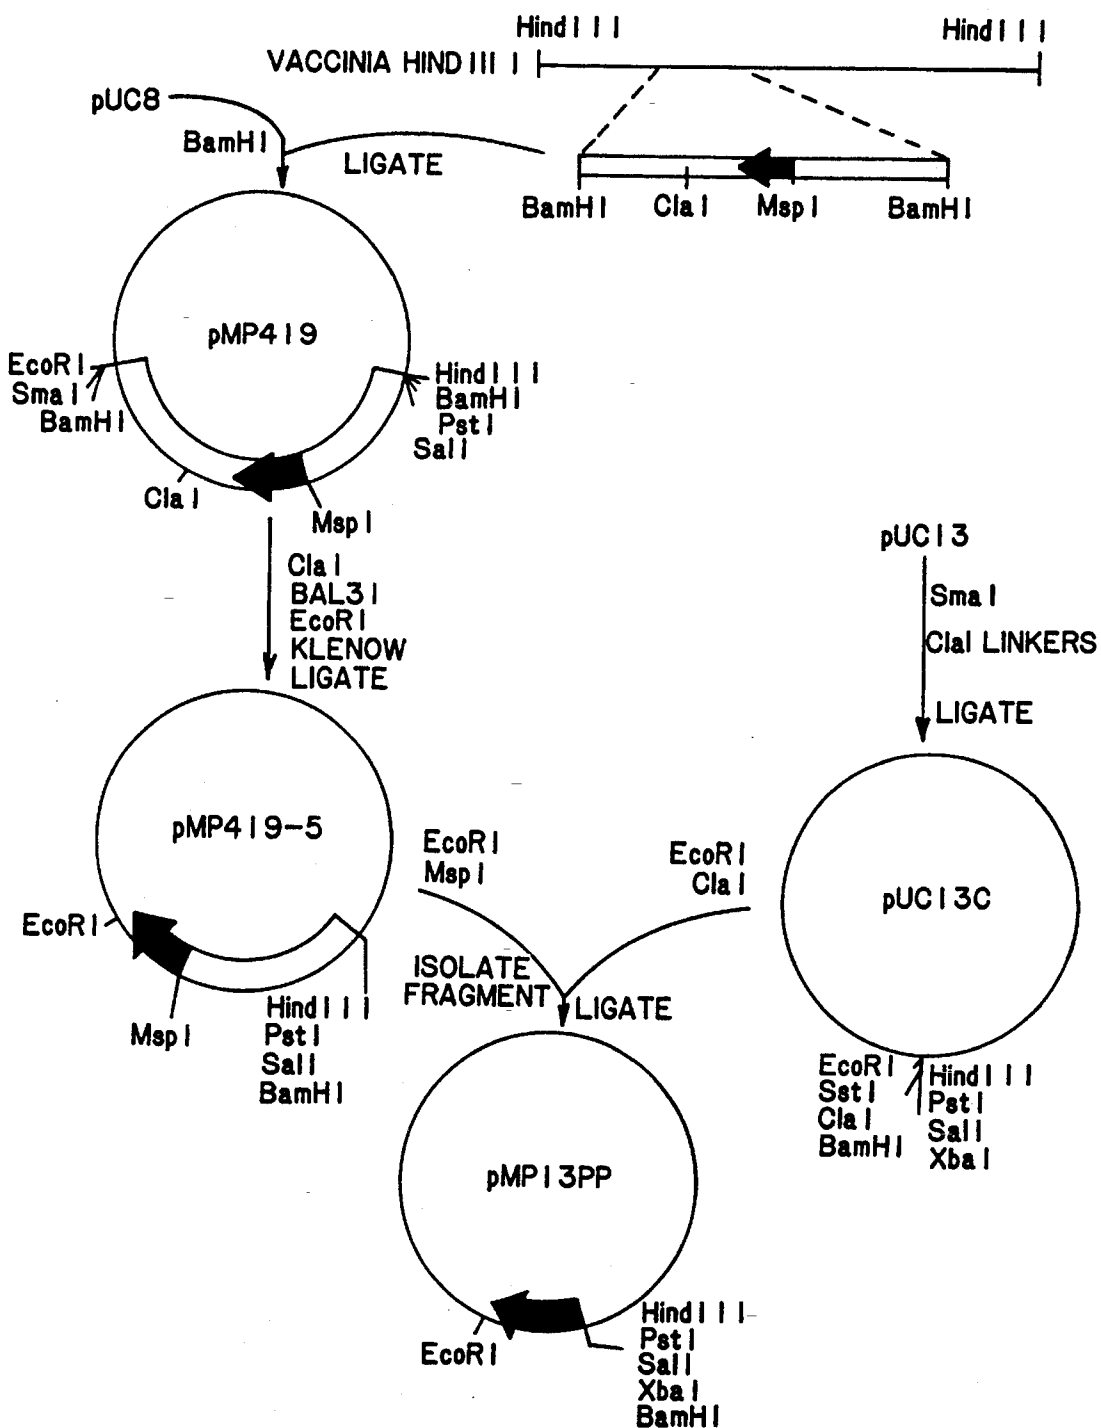 HindIII
HindIII
VACCINIA HINDIII I
pUC8
BamHI
LIGATE
BamHI
ClaI
MspI
BamHI
pMP419
EcoRI
SmaI
BamHI
HindIII
BamHI
PstI
SalI
ClaI
MspI
ClaI
BAL31
EcoRI
KLENOW
LIGATE
pUC13
SmaI
ClaI LINKERS
LIGATE
pMP419-5
EcoRI
MspI
HindIII
PstI
SalI
BamHI
EcoRI
MspI
EcoRI
ClaI
pUC13C
ISOLATE
FRAGMENT
LIGATE
EcoRI
SstI
ClaI
BamHI
HindIII
PstI
SalI
XbaI
pMP13PP
EcoRI
HindIII
PstI
SalI
XbaI
BamHI